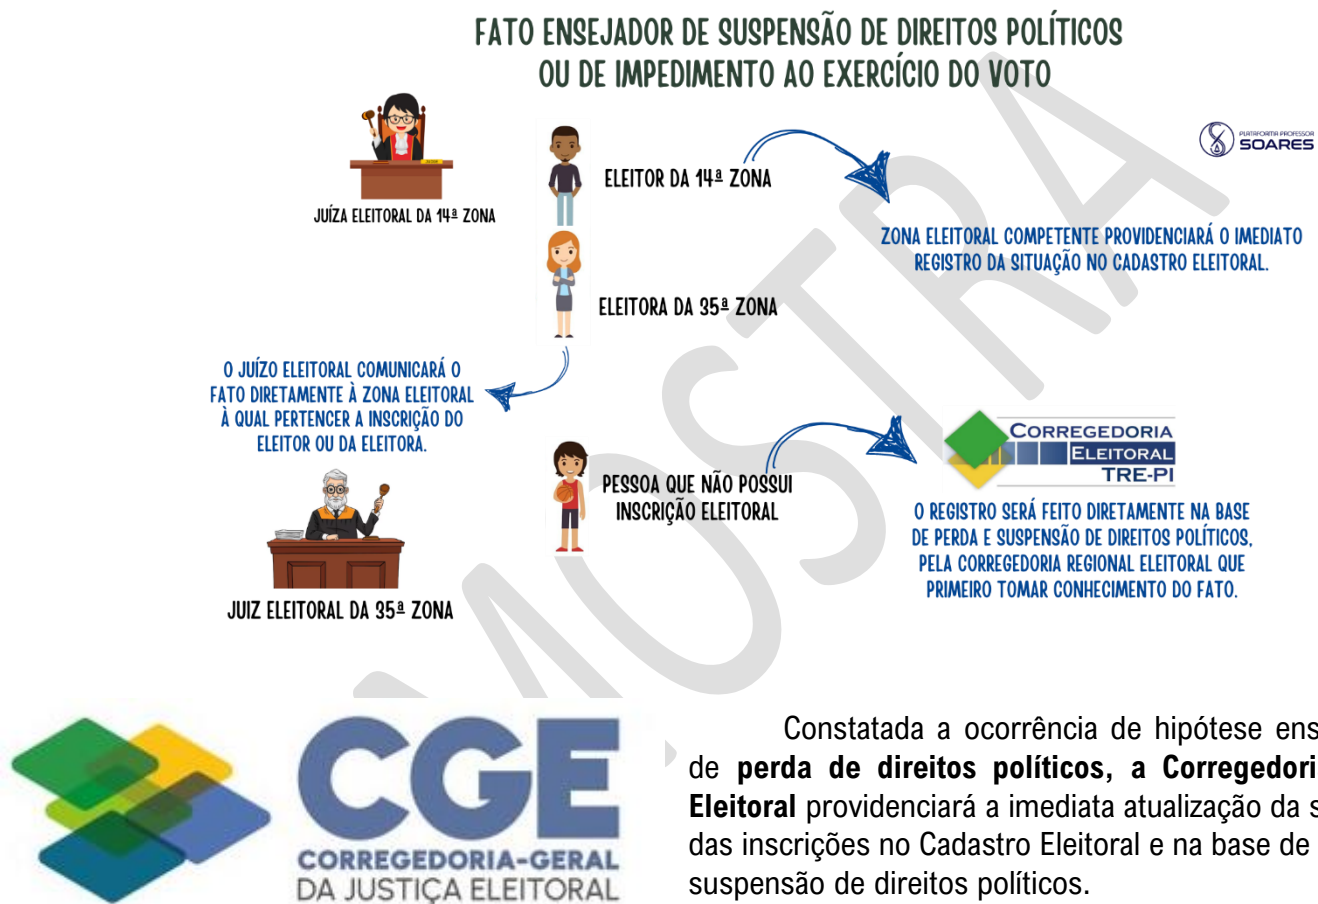 FATO ENSEJADOR DE SUSPENSÃO DE DIREITOS POLÍTICOS
OU DE IMPEDIMENTO AO EXERCÍCIO DO VOTO
PLATAFORMA PROFESSOR
SOARES
JUÍZA ELEITORAL DA 14ª ZONA
ELEITOR DA 14ª ZONA
ZONA ELEITORAL COMPETENTE PROVIDENCIARÁ O IMEDIATO
REGISTRO DA SITUAÇÃO NO CADASTRO ELEITORAL.
ELEITORA DA 35ª ZONA
O JUÍZO ELEITORAL COMUNICARÁ O
FATO DIRETAMENTE À ZONA ELEITORAL
À QUAL PERTENCER A INSCRIÇÃO DO
ELEITOR OU DA ELEITORA.
JUIZ ELEITORAL DA 35ª ZONA
PESSOA QUE NÃO POSSUI
INSCRIÇÃO ELEITORAL
CORREGEDORIA
ELEITORAL
TRE-PI
O REGISTRO SERÁ FEITO DIRETAMENTE NA BASE
DE PERDA E SUSPENSÃO DE DIREITOS POLÍTICOS,
PELA CORREGEDORIA REGIONAL ELEITORAL QUE
PRIMEIRO TOMAR CONHECIMENTO DO FATO.
MOSTRA
CGE
CORREGEDORIA-GERAL
DA JUSTIÇA ELEITORAL
Constatada a ocorrência de hipótese ens
de perda de direitos políticos, a Corregedori
Eleitoral providenciará a imediata atualização da s
das inscrições no Cadastro Eleitoral e na base de
suspensão de direitos políticos.